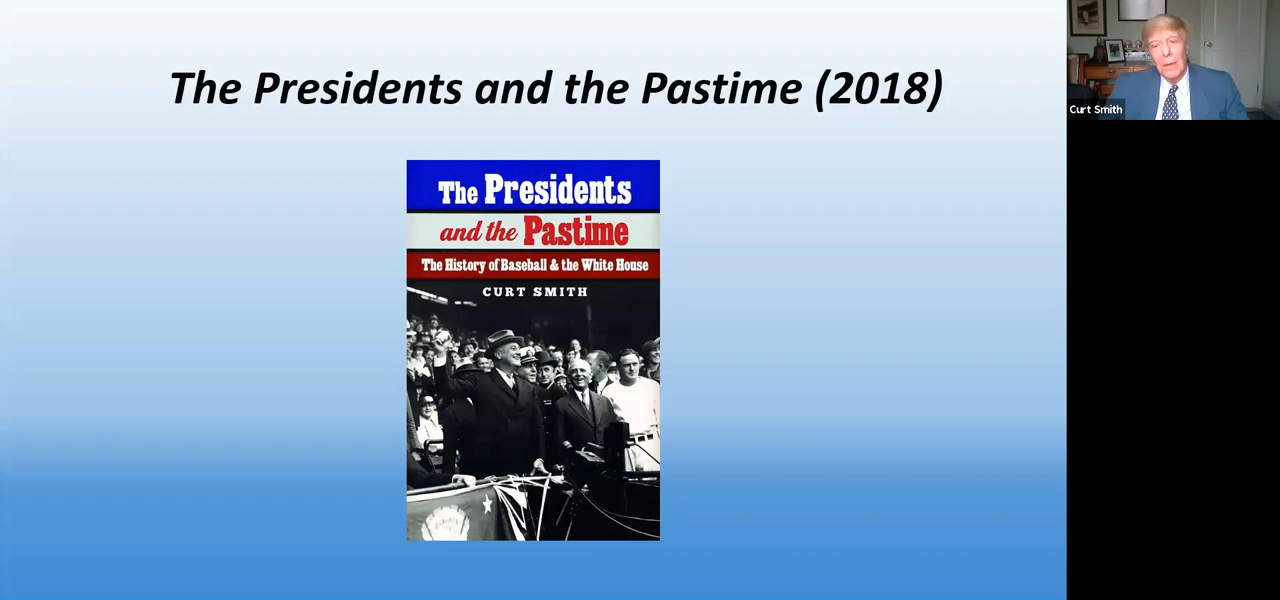 The Presidents and the Pastime (2018)
The Presidents
and the Pastime
The History of Baseball & the White House
CURT SMITH
Curt Smith